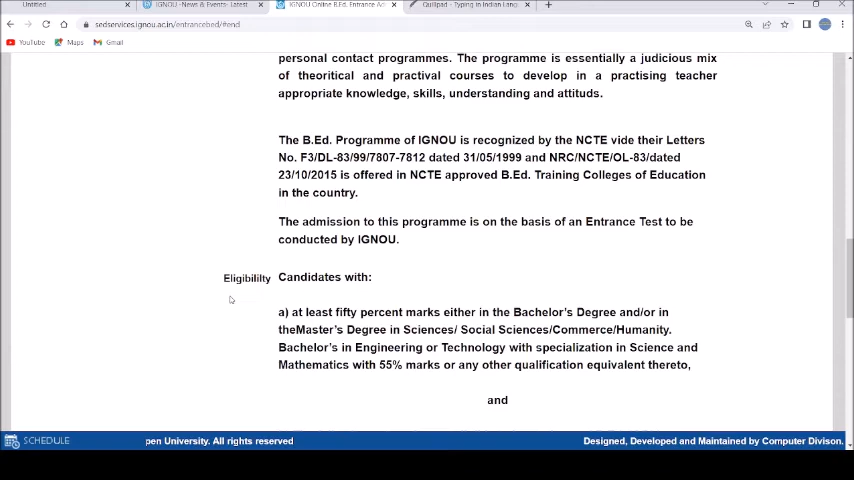 Untitled
IGNOU -News & Events- Latest
IGNOU Online B.Ed. Entrance Ad
Quillpad - Typing in Indian Lang
sedservices.ignou.ac.in/entrancebed/#end
YouTube
Maps
Gmail
personal contact programmes. The programme is essentially a judicious mix
of theoritical and practival courses to develop in a practising teacher
appropriate knowledge, skills, understanding and attituds.
The B.Ed. Programme of IGNOU is recognized by the NCTE vide their Letters
No. F3/DL-83/99/7807-7812 dated 31/05/1999 and NRC/NCTE/OL-83/dated
23/10/2015 is offered in NCTE approved B.Ed. Training Colleges of Education
in the country.
The admission to this programme is on the basis of an Entrance Test to be
conducted by IGNOU.
Eligibililty
Candidates with:
a) at least fifty percent marks either in the Bachelor's Degree and/or in
theMaster's Degree in Sciences/ Social Sciences/Commerce/Humanity.
Bachelor's in Engineering or Technology with specialization in Science and
Mathematics with 55% marks or any other qualification equivalent thereto,
and
SCHEDULE
pen University. All rights reserved
Designed, Developed and Maintained by Computer Divison.